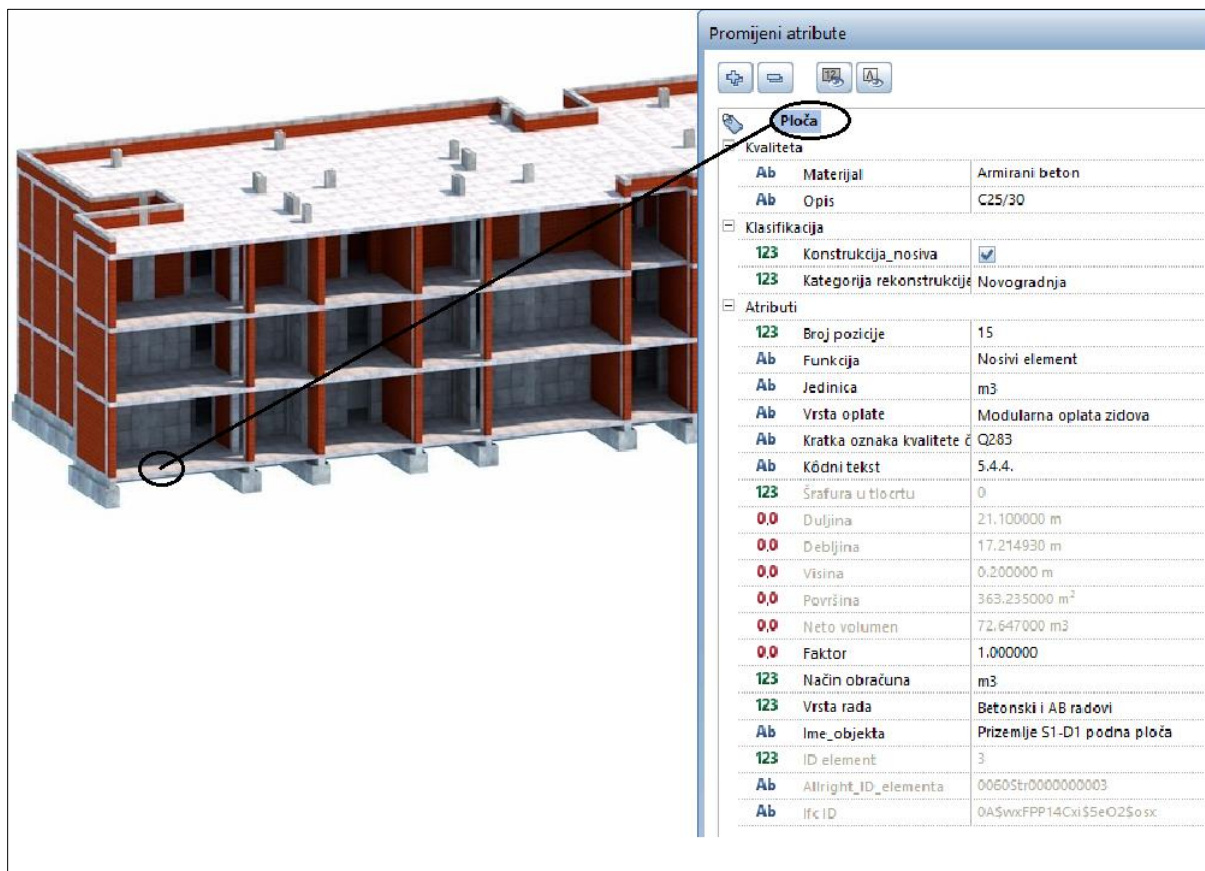 Promijeni atribute
Ploča
Kvaliteta
Ab Materijal Armirani beton
Ab Opis C25/30
Klasifikacija
123 Konstrukcija_nosiva
123 Kategorija rekonstrukcije Novogradnja
Atributi
123 Broj pozicije 15
Ab Funkcija Nosivi element
Ab Jedinica m3
Ab Vrsta oplate Modularna oplata zidova
Ab Kratka oznaka kvalitete č Q283
Ab Kôdni tekst 5.4.4.
123 Šrafura u tlocrtu 0
0,0 Duljina 21.100000 m
0,0 Debljina 17.214930 m
0,0 Visina 0.200000 m
0,0 Površina 363.235000 m²
0,0 Neto volumen 72.647000 m3
0,0 Faktor 1.000000
123 Način obračuna m3
123 Vrsta rada Betonski i AB radovi
Ab Ime_objekta Prizemlje S1-D1 podna ploča
123 ID element 3
Ab Allright_ID_elementa 0060Str0000000003
Ab Ifc ID 0A$wxFPP14Cxi$5eO2$osx